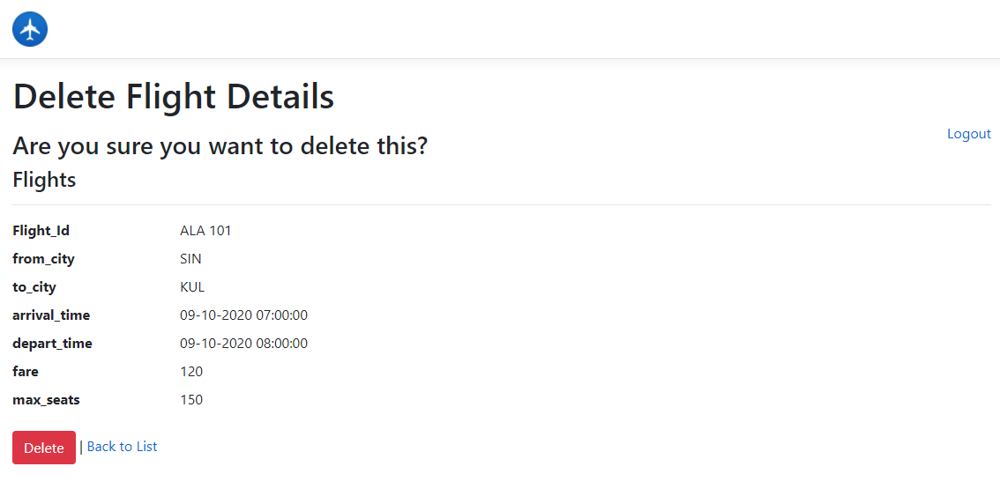 Delete Flight Details
Logout
Are you sure you want to delete this?
Flights
Flight_Id ALA 101
from_city SIN
to_city KUL
arrival_time 09-10-2020 07:00:00
depart_time 09-10-2020 08:00:00
fare 120
max_seats 150
Delete | Back to List